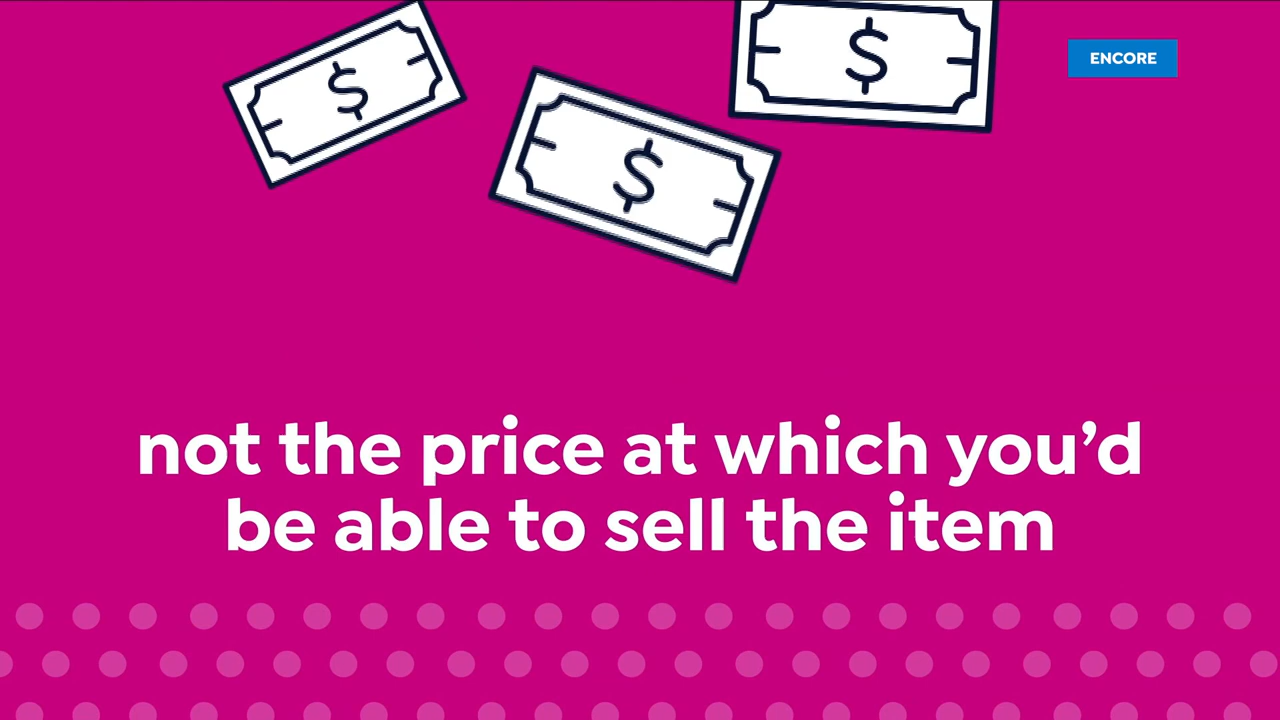 $
$
$
ENCORE
not the price at which you’d
be able to sell the item